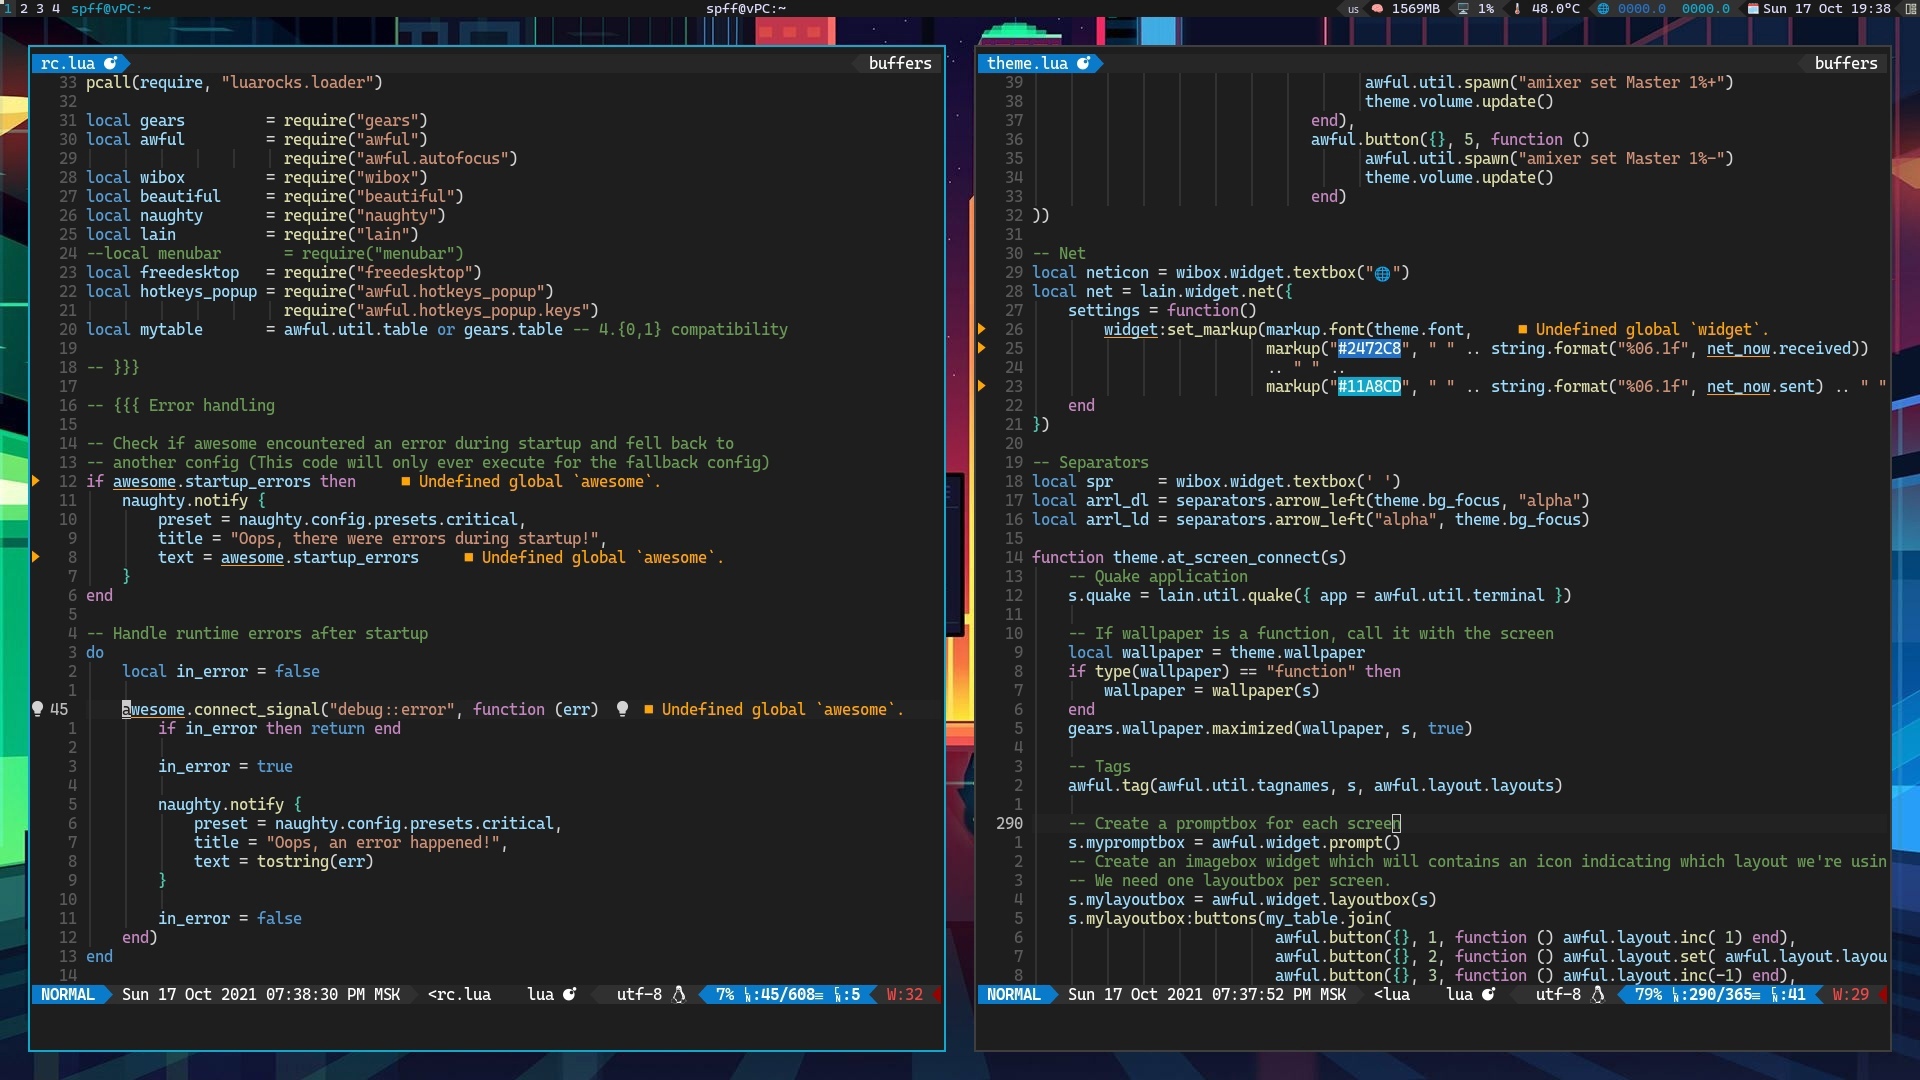 1 2 3 4 spff@vPC:~
spff@vPC:~
us 1569MB 1% 48.0°C 0000.0 0000.0 Sun 17 Oct 19:38
rc.lua buffers
33 pcall(require, "luarocks.loader")
32
31 local gears         = require("gears")
30 local awful         = require("awful")
29                       require("awful.autofocus")
28 local wibox         = require("wibox")
27 local beautiful     = require("beautiful")
26 local naughty       = require("naughty")
25 local lain          = require("lain")
24 --local menubar       = require("menubar")
23 local freedesktop   = require("freedesktop")
22 local hotkeys_popup = require("awful.hotkeys_popup")
21                       require("awful.hotkeys_popup.keys")
20 local mytable       = awful.util.table or gears.table -- 4.{0,1} compatibility
19
18 -- }}}
17
16 -- {{{ Error handling
15
14 -- Check if awesome encountered an error during startup and fell back to
13 -- another config (This code will only ever execute for the fallback config)
12 if awesome.startup_errors then     ■ Undefined global `awesome`.
11     naughty.notify {
10         preset = naughty.config.presets.critical,
9         title = "Oops, there were errors during startup!",
8         text = awesome.startup_errors     ■ Undefined global `awesome`.
7     }
6 end
5
4 -- Handle runtime errors after startup
3 do
2     local in_error = false
1
45     awesome.connect_signal("debug::error", function (err)     ■ Undefined global `awesome`.
1         if in_error then return end
2
3         in_error = true
4
5         naughty.notify {
6             preset = naughty.config.presets.critical,
7             title = "Oops, an error happened!",
8             text = tostring(err)
9         }
10
11         in_error = false
12     end)
13 end
14
NORMAL Sun 17 Oct 2021 07:38:30 PM MSK <rc.lua lua utf-8 7% :45/608≡ :5 W:32
theme.lua buffers
39                                     awful.util.spawn("amixer set Master 1%+")
38                                     theme.volume.update()
37                               end),
36                               awful.button({}, 5, function ()
35                                     awful.util.spawn("amixer set Master 1%-")
34                                     theme.volume.update()
33                               end)
32 ))
31
30 -- Net
29 local neticon = wibox.widget.textbox("🌐")
28 local net = lain.widget.net({
27     settings = function()
26         widget:set_markup(markup.font(theme.font,     ■ Undefined global `widget`.
25                           markup("#2472C8", " " .. string.format("%06.1f", net_now.received))
24                           .. " " ..
23                           markup("#11A8CD", " " .. string.format("%06.1f", net_now.sent) .. " "
22     end
21 })
20
19 -- Separators
18 local spr     = wibox.widget.textbox(' ')
17 local arrl_dl = separators.arrow_left(theme.bg_focus, "alpha")
16 local arrl_ld = separators.arrow_left("alpha", theme.bg_focus)
15
14 function theme.at_screen_connect(s)
13     -- Quake application
12     s.quake = lain.util.quake({ app = awful.util.terminal })
11
10     -- If wallpaper is a function, call it with the screen
9     local wallpaper = theme.wallpaper
8     if type(wallpaper) == "function" then
7         wallpaper = wallpaper(s)
6     end
5     gears.wallpaper.maximized(wallpaper, s, true)
4
3     -- Tags
2     awful.tag(awful.util.tagnames, s, awful.layout.layouts)
1
290     -- Create a promptbox for each screen
1     s.mypromptbox = awful.widget.prompt()
2     -- Create an imagebox widget which will contains an icon indicating which layout we're usin
3     -- We need one layoutbox per screen.
4     s.mylayoutbox = awful.widget.layoutbox(s)
5     s.mylayoutbox:buttons(my_table.join(
6                            awful.button({}, 1, function () awful.layout.inc( 1) end),
7                            awful.button({}, 2, function () awful.layout.set( awful.layout.layou
8                            awful.button({}, 3, function () awful.layout.inc(-1) end),
NORMAL Sun 17 Oct 2021 07:37:52 PM MSK <lua lua utf-8 79% :290/365≡ :41 W:29